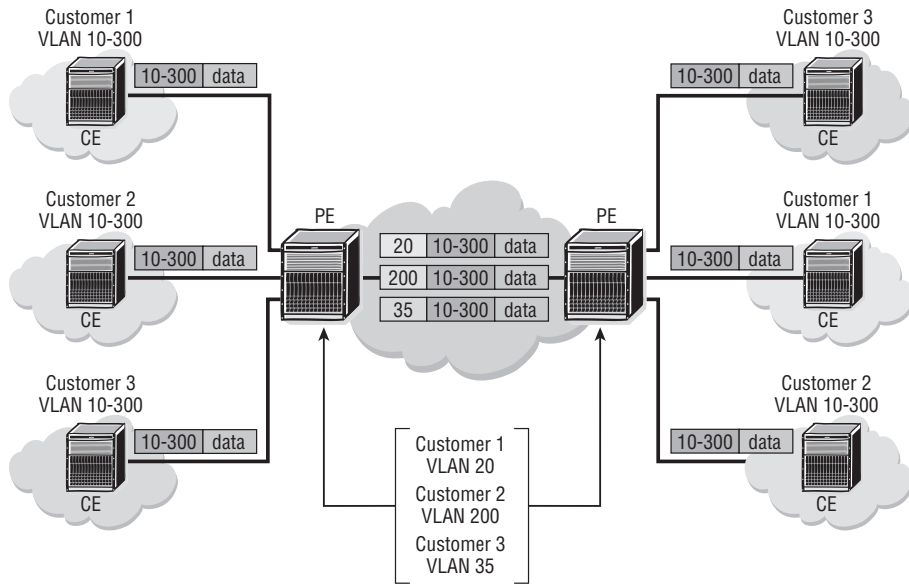 Customer 1
VLAN 10-300
10-300 data
CE
Customer 2
VLAN 10-300
10-300 data
CE
Customer 3
VLAN 10-300
10-300 data
CE
PE
20 10-300 data
200 10-300 data
35 10-300 data
PE
Customer 1
VLAN 20
Customer 2
VLAN 200
Customer 3
VLAN 35
Customer 3
VLAN 10-300
10-300 data
CE
Customer 1
VLAN 10-300
10-300 data
CE
Customer 2
VLAN 10-300
10-300 data
CE